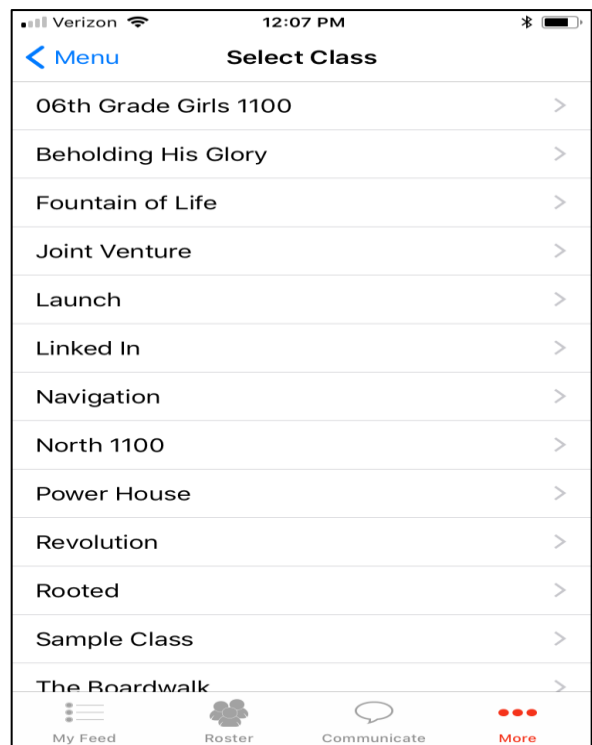 Verizon 12:07 PM
Menu Select Class
06th Grade Girls 1100
Beholding His Glory
Fountain of Life
Joint Venture
Launch
Linked In
Navigation
North 1100
Power House
Revolution
Rooted
Sample Class
The Boardwalk
My Feed Roster Communicate More